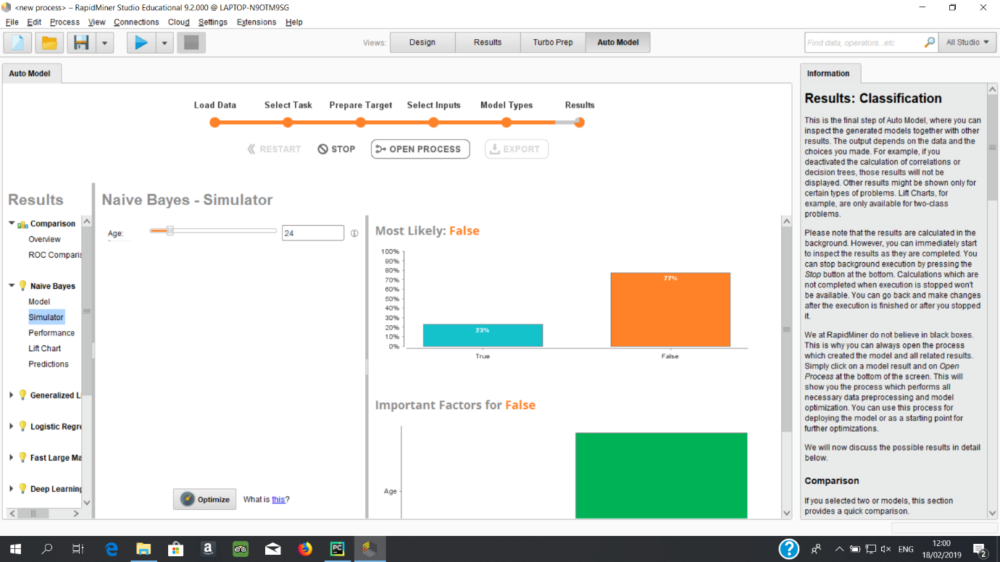 <new process> – RapidMiner Studio Educational 9.2.000 @ LAPTOP-N9OTM9SG
File Edit Process View Connections Cloud Settings Extensions Help
Views: Design Results Turbo Prep Auto Model
Find data, operators...etc
All Studio
Auto Model
Load Data Select Task Prepare Target Select Inputs Model Types Results
RESTART STOP OPEN PROCESS EXPORT
Results
Comparison
Overview
ROC Comparis
Naive Bayes
Model
Simulator
Performance
Lift Chart
Predictions
Generalized Li
Logistic Regre
Fast Large Ma
Deep Learning
Naive Bayes - Simulator
Age: 24
Optimize What is this?
Most Likely: False
100%
90%
80%
70%
60%
50%
40%
30%
20%
10%
0%
23%
77%
True False
Important Factors for False
Age
Information
Results: Classification
This is the final step of Auto Model, where you can
inspect the generated models together with other
results. The output depends on the data and the
choices you made. For example, if you
deactivated the calculation of correlations or
decision trees, those results will not be
displayed. Other results might be shown only for
certain types of problems. Lift Charts, for
example, are only available for two-class
problems.
Please note that the results are calculated in the
background. However, you can immediately start
to inspect the results as they are completed. You
can stop background execution by pressing the
Stop button at the bottom. Calculations which are
not completed when execution is stopped won't
be available. You can go back and make changes
after the execution is finished or after you stopped
it.
We at RapidMiner do not believe in black boxes.
This is why you can always open the process
which created the model and all related results.
Simply click on a model result and on Open
Process at the bottom of the screen. This will
show you the process which performs all
necessary data preprocessing and model
optimization. You can use this process for
deploying the model or as a starting point for
further optimizations.
We will now discuss the possible results in detail
below.
Comparison
If you selected two or models, this section
provides a quick comparison.
a
PC
?
ENG
12:00
18/02/2019
2